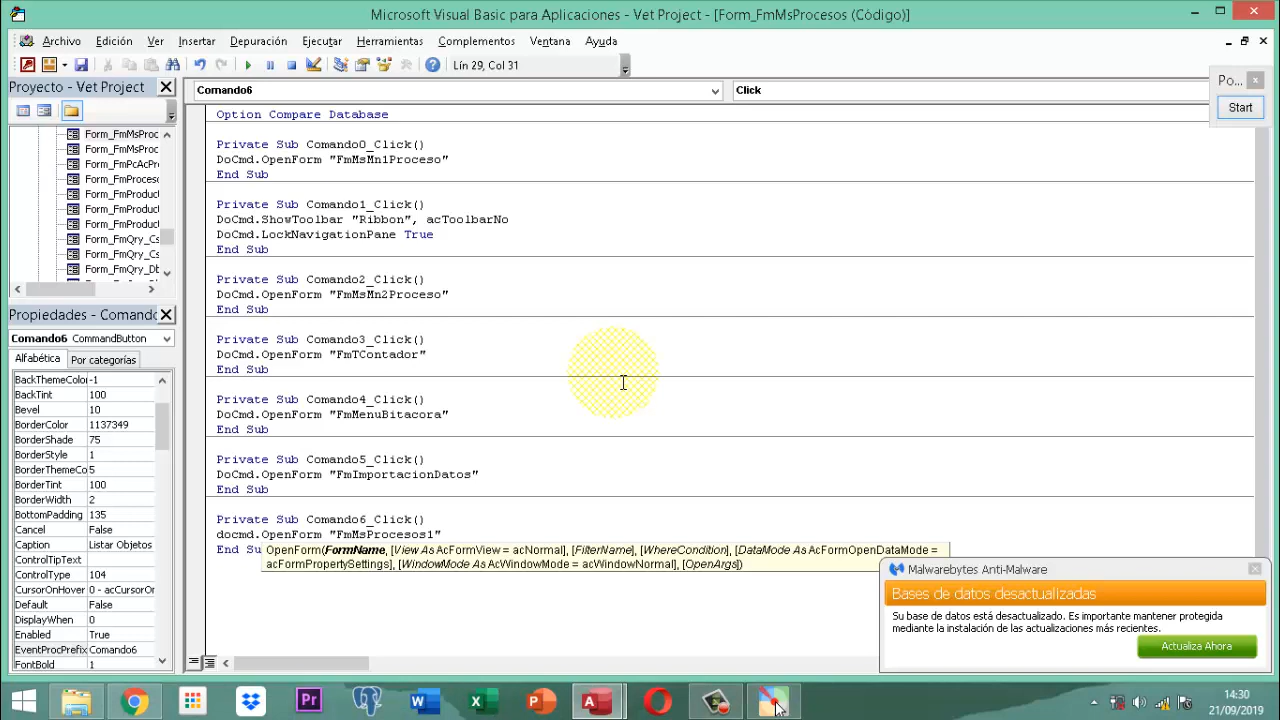 Microsoft Visual Basic para Aplicaciones - Vet Project - [Form_FmMsProcesos (Código)]
Archivo Edición Ver Insertar Depuración Ejecutar Herramientas Complementos Ventana Ayuda
Lín 29, Col 31
Proyecto - Vet Project
Form_FmMsProc
Form_FmMsProc
Form_FmPcAcPr
Form_FmProceso
Form_FmProduct
Form_FmProduct
Form_FmProduct
Form_FmQry_Cs
Form_FmQry_Cs
Form_FmQry_Db
Propiedades - Comando
Comando6 CommandButton
Alfabética Por categorías
BackThemeColo -1
BackTint 100
Bevel 10
BorderColor 1137349
BorderShade 75
BorderStyle 1
BorderThemeCo 5
BorderTint 100
BorderWidth 2
BottomPadding 135
Cancel False
Caption Listar Objetos
ControlTipText
ControlType 104
CursorOnHover 0 - acCursorOn
Default False
DisplayWhen 0
Enabled True
EventProcPrefix Comando6
FontBold 1
Comando6 Click
Option Compare Database
Private Sub Comando0_Click()
DoCmd.OpenForm "FmMsMn1Proceso"
End Sub
Private Sub Comando1_Click()
DoCmd.ShowToolbar "Ribbon", acToolbarNo
DoCmd.LockNavigationPane True
End Sub
Private Sub Comando2_Click()
DoCmd.OpenForm "FmMsMn2Proceso"
End Sub
Private Sub Comando3_Click()
DoCmd.OpenForm "FmTContador"
End Sub
Private Sub Comando4_Click()
DoCmd.OpenForm "FmMenuBitacora"
End Sub
Private Sub Comando5_Click()
DoCmd.OpenForm "FmImportacionDatos"
End Sub
Private Sub Comando6_Click()
docmd.OpenForm "FmMsProcesos1"
End Su
OpenForm(FormName, [View As AcFormView = acNormal], [FilterName], [WhereCondition], [DataMode As AcFormOpenDataMode =
acFormPropertySettings], [WindowMode As AcWindowMode = acWindowNormal], [OpenArgs])
Po...
Start
Malwarebytes Anti-Malware
Bases de datos desactualizadas
Su base de datos está desactualizado. Es importante mantener protegida
mediante la instalación de las actualizaciones más recientes.
Actualiza Ahora
Pr
14:30
21/09/2019